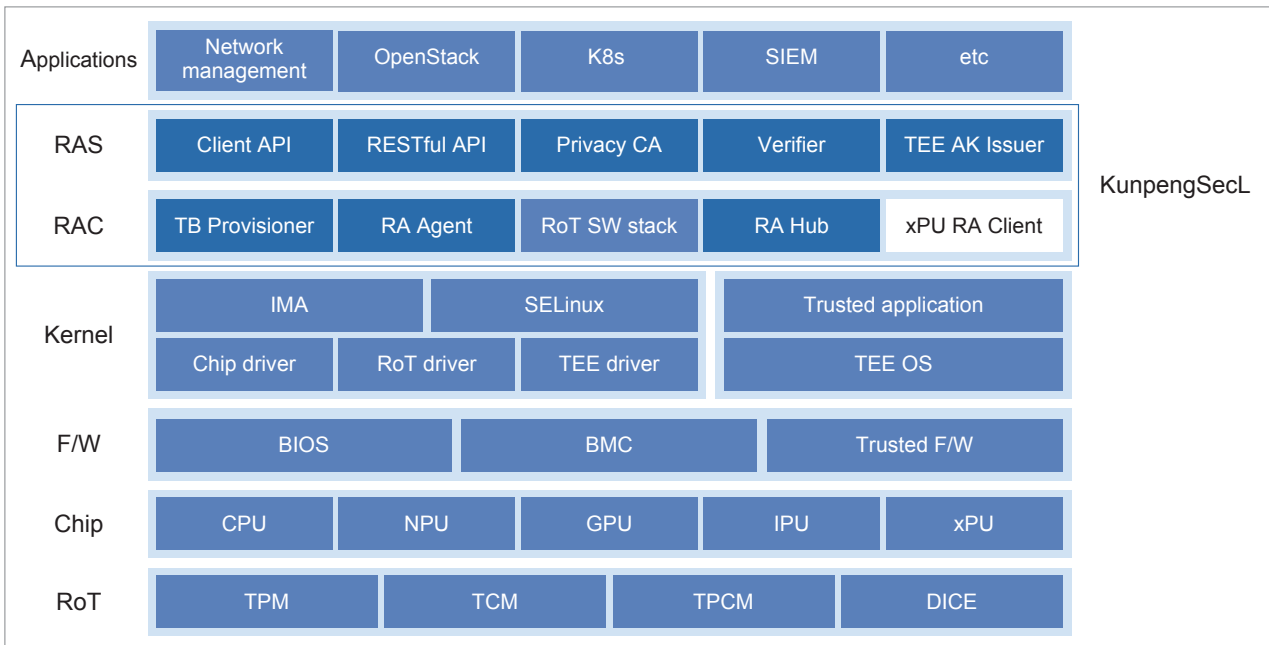 Applications
Network
management
OpenStack
K8s
SIEM
etc
RAS
Client API
RESTful API
Privacy CA
Verifier
TEE AK Issuer
KunpengSecL
RAC
TB Provisioner
RA Agent
RoT SW stack
RA Hub
xPU RA Client
Kernel
IMA
SELinux
Trusted application
Chip driver
RoT driver
TEE driver
TEE OS
F/W
BIOS
BMC
Trusted F/W
Chip
CPU
NPU
GPU
IPU
xPU
RoT
TPM
TCM
TPCM
DICE